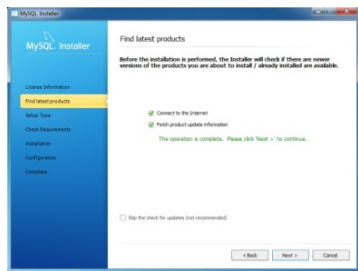 MySQL Installer
MySQL. Installer
Find latest products
Before the installation is performed, the Installer will check if there are newer
versions of the products you are about to install / already installed are available.
License Information
Find latest products
Setup Type
Check Requirements
Installation
Configuration
Complete
Connect to the Internet
Fetch product update information
The operation is complete. Please click 'Next >' to continue.
Skip the check for updates (not recommended)
< Back
Next >
Cancel